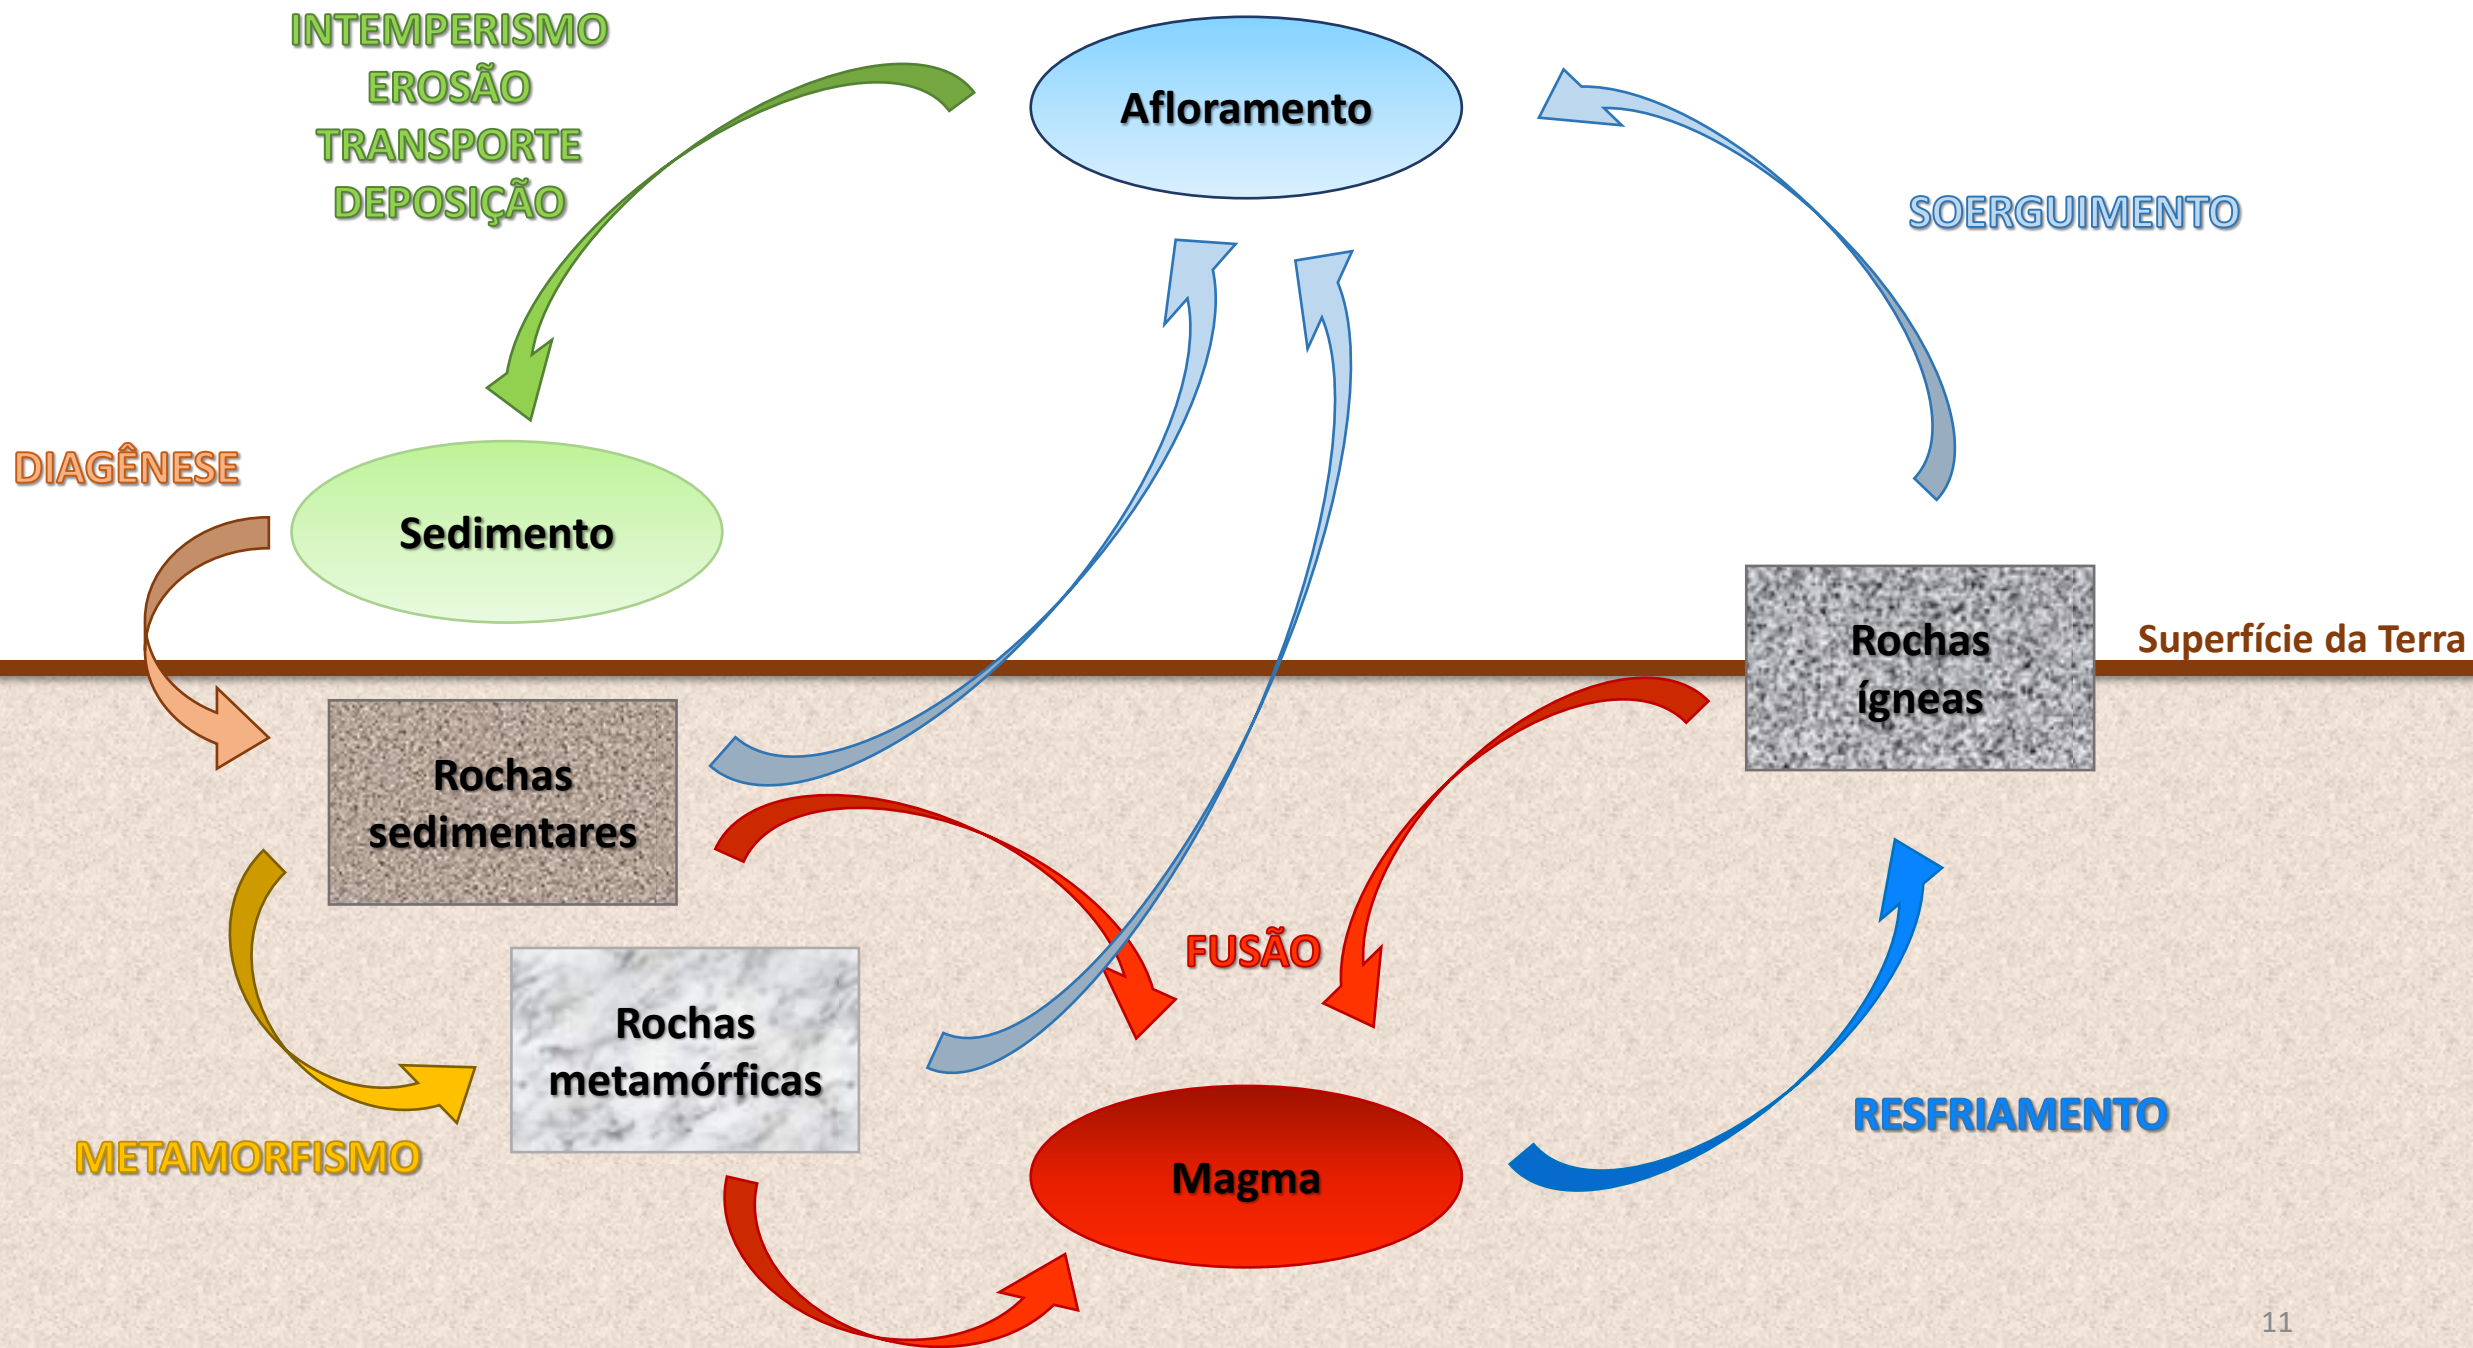 INTEMPERISMO
EROSÃO
TRANSPORTE
DEPOSIÇÃO
Afloramento
SOERGUIMENTO
DIAGÊNESE
Sedimento
Superfície da Terra
Rochas
ígneas
Rochas
sedimentares
FUSÃO
Rochas
metamórficas
METAMORFISMO
Magma
RESFRIAMENTO
11